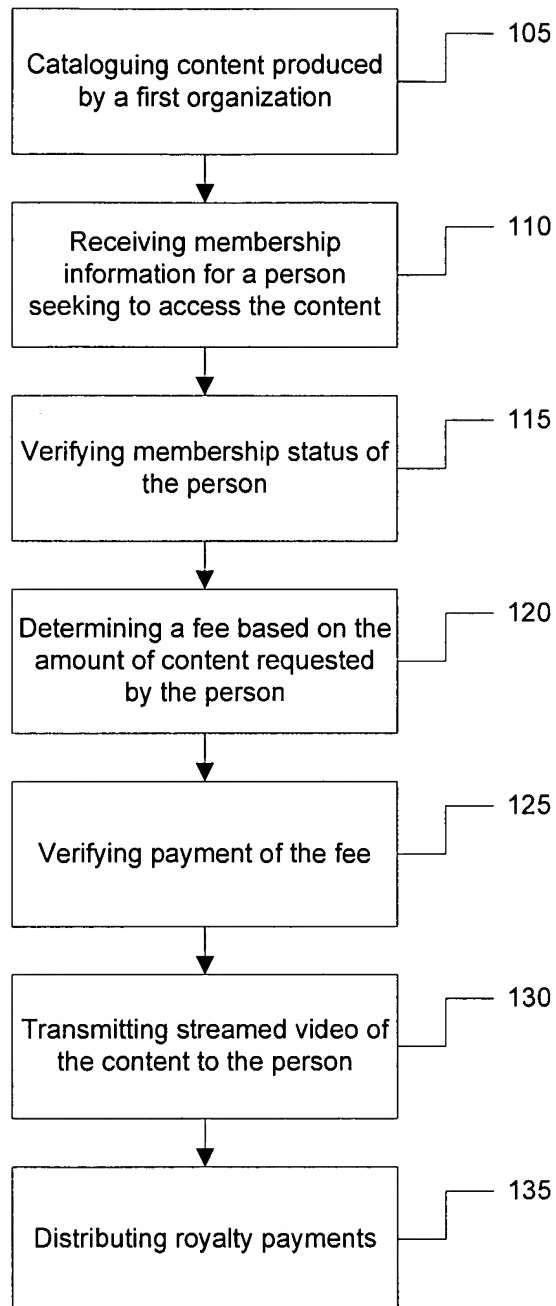 105
Cataloguing content produced
by a first organization
110
Receiving membership
information for a person
seeking to access the content
115
Verifying membership status of
the person
120
Determining a fee based on the
amount of content requested
by the person
125
Verifying payment of the fee
130
Transmitting streamed video of
the content to the person
135
Distributing royalty payments